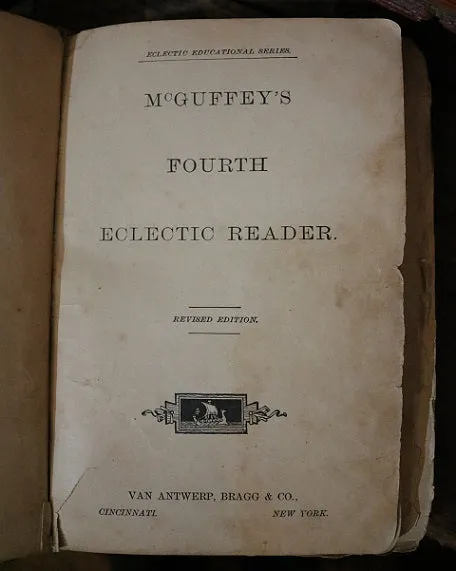 ECLECTIC EDUCATIONAL SERIES.
McGUFFEY'S
FOURTH
ECLECTIC READER.
REVISED EDITION.
VAN ANTWERP, BRAGG & CO.,
CINCINNATI. NEW YORK.